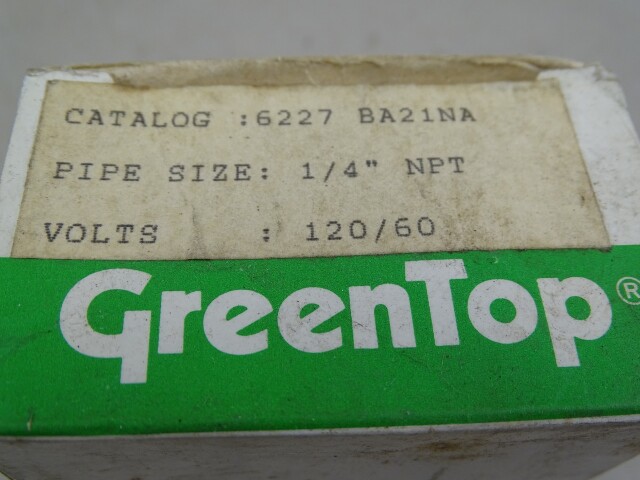 CATALOG :6227 BA21NA
PIPE SIZE: 1/4" NPT
VOLTS : 120/60
GreenTop®